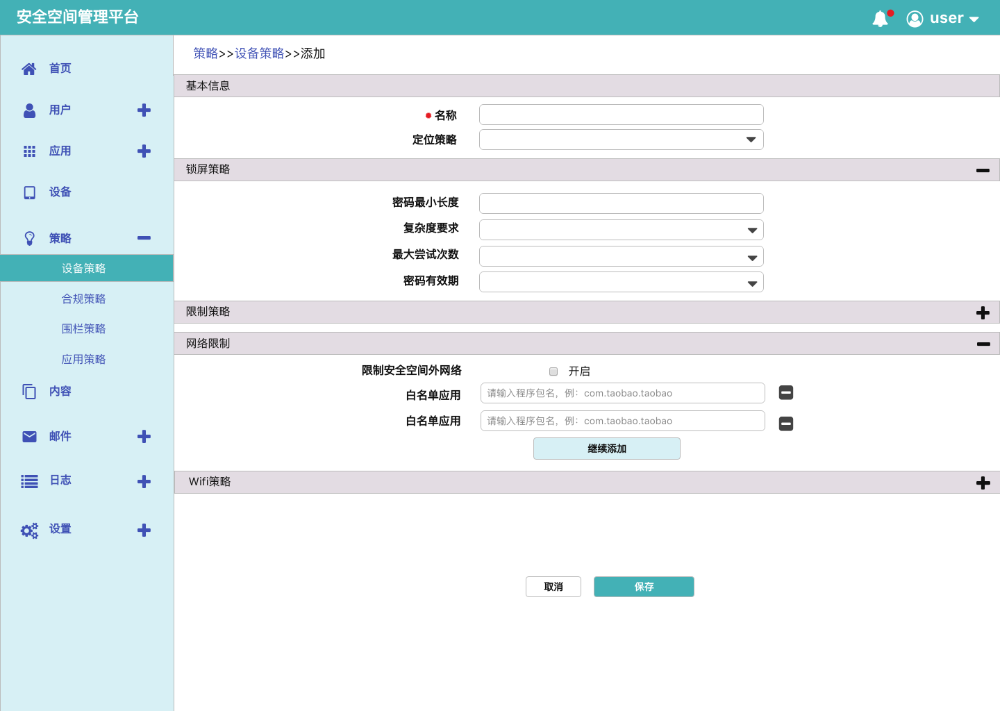 安全空间管理平台
user
首页
用户
应用
设备
策略
设备策略
合规策略
围栏策略
应用策略
内容
邮件
日志
设置
策略>>设备策略>>添加
基本信息
名称
定位策略
锁屏策略
密码最小长度
复杂度要求
最大尝试次数
密码有效期
限制策略
网络限制
限制安全空间外网络 开启
白名单应用 请输入程序包名，例：com.taobao.taobao
白名单应用 请输入程序包名，例：com.taobao.taobao
继续添加
Wifi策略
取消 保存